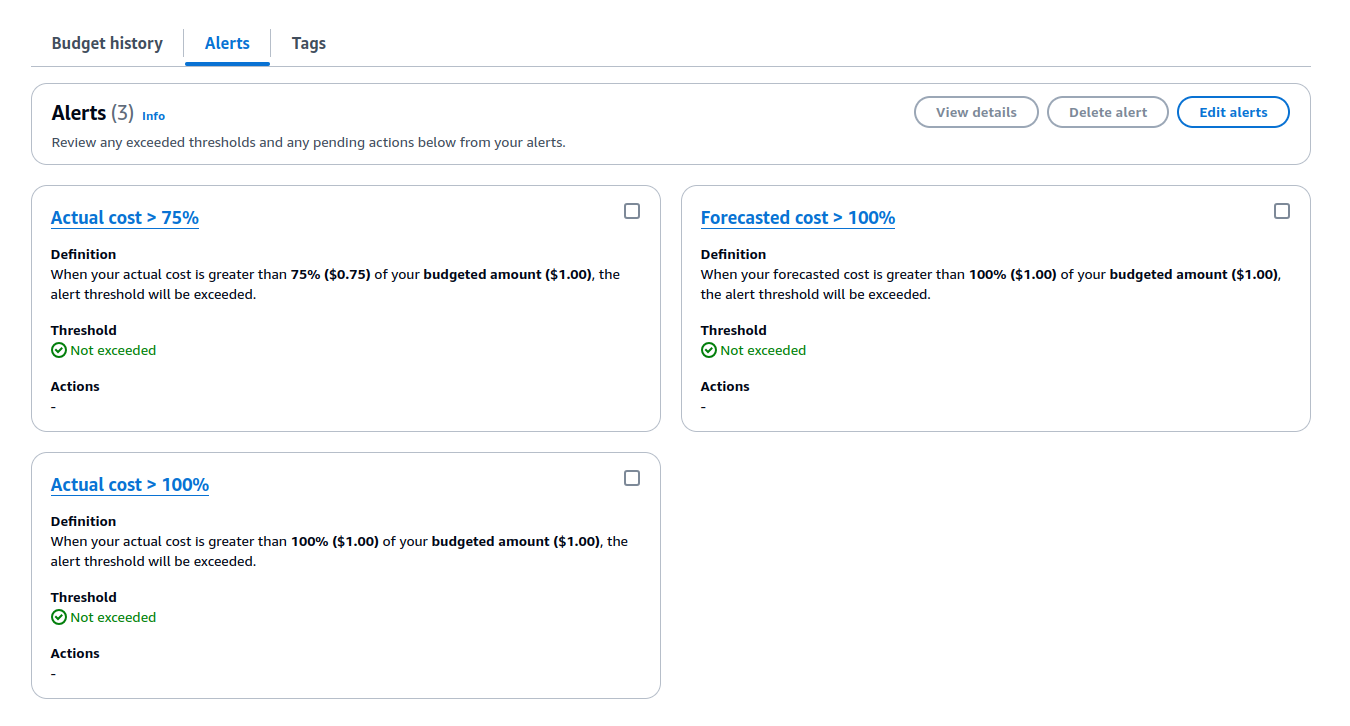 Budget history
Alerts
Tags
Alerts (3) Info
View details
Delete alert
Edit alerts
Review any exceeded thresholds and any pending actions below from your alerts.
Actual cost > 75%
Definition
When your actual cost is greater than 75% ($0.75) of your budgeted amount ($1.00), the
alert threshold will be exceeded.
Threshold
Not exceeded
Actions
-
Forecasted cost > 100%
Definition
When your forecasted cost is greater than 100% ($1.00) of your budgeted amount ($1.00),
the alert threshold will be exceeded.
Threshold
Not exceeded
Actions
-
Actual cost > 100%
Definition
When your actual cost is greater than 100% ($1.00) of your budgeted amount ($1.00), the
alert threshold will be exceeded.
Threshold
Not exceeded
Actions
-